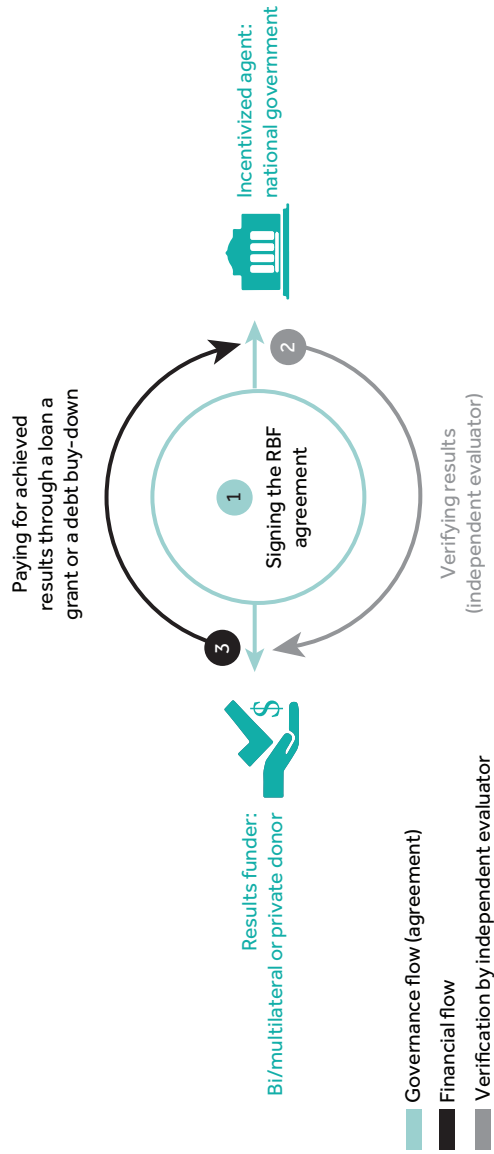 Paying for achieved
results through a loan a
grant or a debt buy-down
3
Results funder:
Bi/multilateral or private donor
$
1
Signing the RBF
agreement
Incentivized agent:
national government
2
Verifying results
(independent evaluator)
Governance flow (agreement)
Financial flow
Verification by independent evaluator